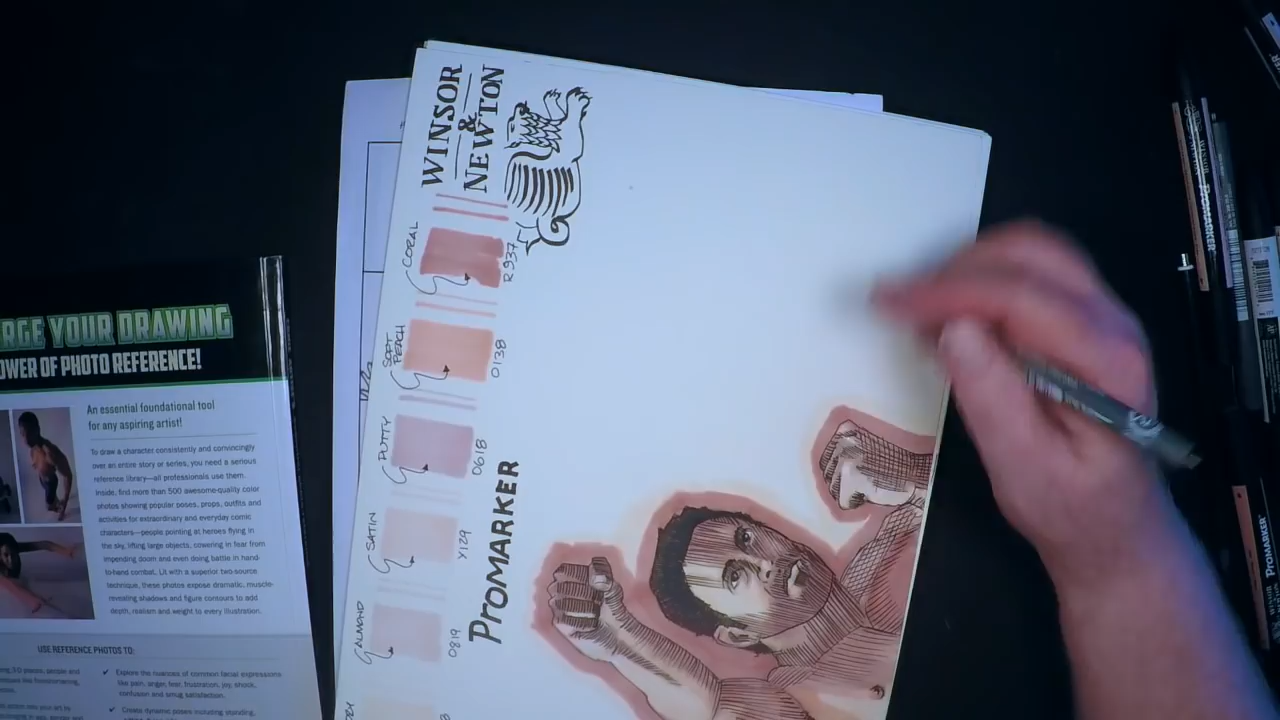 RGE YOUR DRAWING
OWER OF PHOTO REFERENCE!
An essential foundational tool
for any aspiring artist!
To draw a character consistently and convincingly
over an entire story or series, you need a serious
reference library—all professionals use them.
Inside, find more than 500 awesome-quality color
photos showing popular poses, props, outfits and
activities for extraordinary and everyday comic
characters—people pointing at heroes flying in
the sky, lifting large objects, cowering in fear from
impending doom and even doing battle in hand-
to-hand combat. Lit with a superior two-source
technique, these photos expose dramatic, muscle-
revealing shadows and figure contours to add
depth, realism and weight to every illustration.
USE REFERENCE PHOTOS TO:
✔ Explore the nuances of common facial expressions
like pain, anger, fear, frustration, joy, shock,
confusion and smug satisfaction.
✔ Create dynamic poses including standing,
WINSOR
&
NEWTON
CORAL
R937
SOFT
PEACH
O138
PUTTY
O618
SATIN
Y129
ALMOND
O819
PROMARKER
PROMARKER
PROMARKER